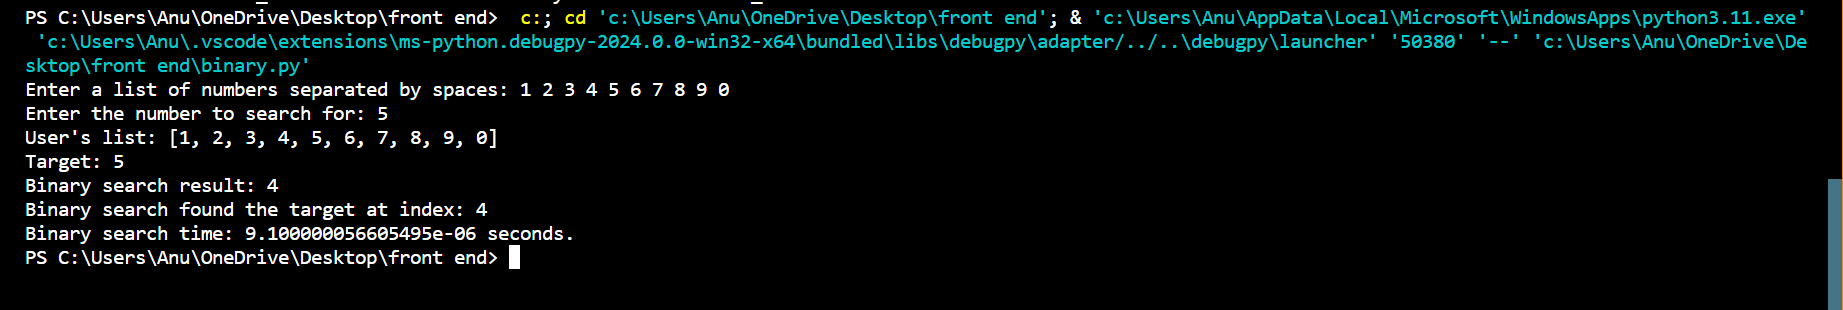 PS C:\Users\Anu\OneDrive\Desktop\front end>  c:; cd 'c:\Users\Anu\OneDrive\Desktop\front end'; & 'c:\Users\Anu\AppData\Local\Microsoft\WindowsApps\python3.11.exe'
'c:\Users\Anu\.vscode\extensions\ms-python.debugpy-2024.0.0-win32-x64\bundled\libs\debugpy\adapter/../..\debugpy\launcher' '50380' '--' 'c:\Users\Anu\OneDrive\De
sktop\front end\binary.py'
Enter a list of numbers separated by spaces: 1 2 3 4 5 6 7 8 9 0
Enter the number to search for: 5
User's list: [1, 2, 3, 4, 5, 6, 7, 8, 9, 0]
Target: 5
Binary search result: 4
Binary search found the target at index: 4
Binary search time: 9.100000056605495e-06 seconds.
PS C:\Users\Anu\OneDrive\Desktop\front end>